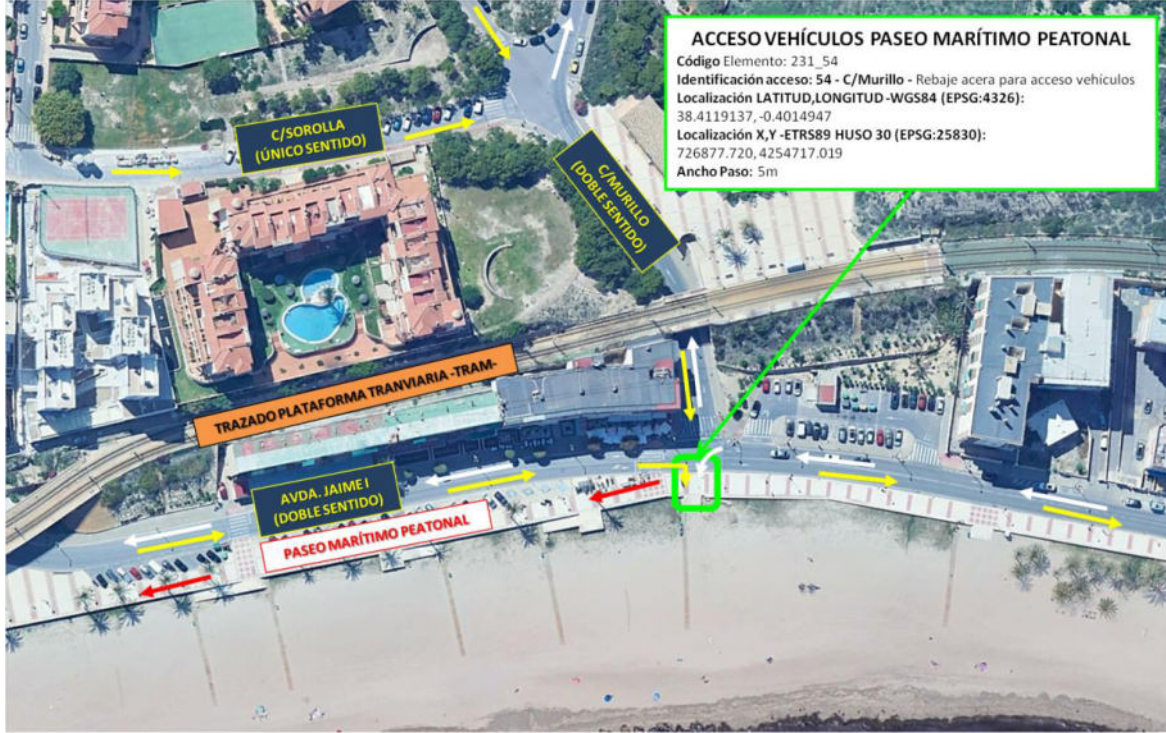 ACCESO VEHÍCULOS PASEO MARÍTIMO PEATONAL
Código Elemento: 231_54
Identificación acceso: 54 - C/Murillo - Rebaje acera para acceso vehículos
Localización LATITUD,LONGITUD -WGS84 (EPSG:4326):
38.4119137, -0.4014947
Localización X,Y -ETRS89 HUSO 30 (EPSG:25830):
726877.720, 4254717.019
Ancho Paso: 5m
C/SOROLLA
(ÚNICO SENTIDO)
C/MURILLO
(DOBLE SENTIDO)
TRAZADO PLATAFORMA TRANVIARIA -TRAM-
AVDA. JAIME I
(DOBLE SENTIDO)
PASEO MARÍTIMO PEATONAL